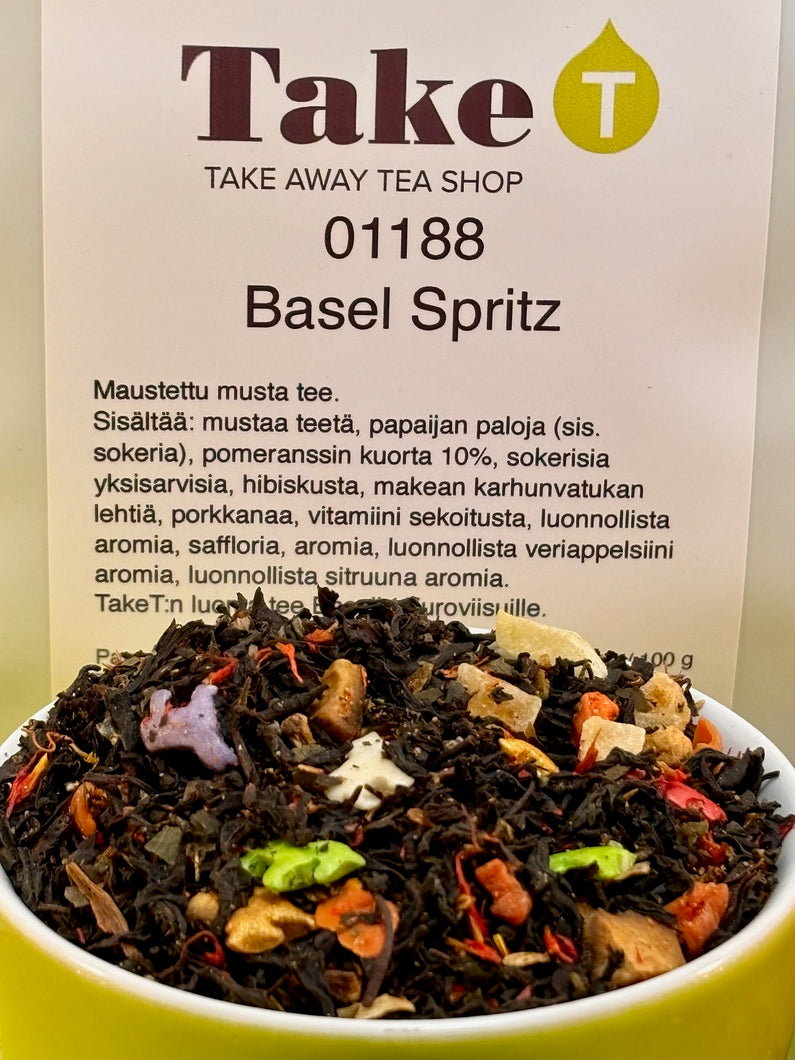 Take T
TAKE AWAY TEA SHOP
01188
Basel Spritz
Maustettu musta tee.
Sisältää: mustaa teetä, papaijan paloja (sis.
sokeria), pomeranssin kuorta 10%, sokerisia
yksisarvisia, hibiskusta, makean karhunvatukan
lehtiä, porkkanaa, vitamiini sekoitusta, luonnollista
aromia, saffloria, aromia, luonnollista veriappelsiini
aromia, luonnollista sitruuna aromia.
TakeT:n tee
100 g